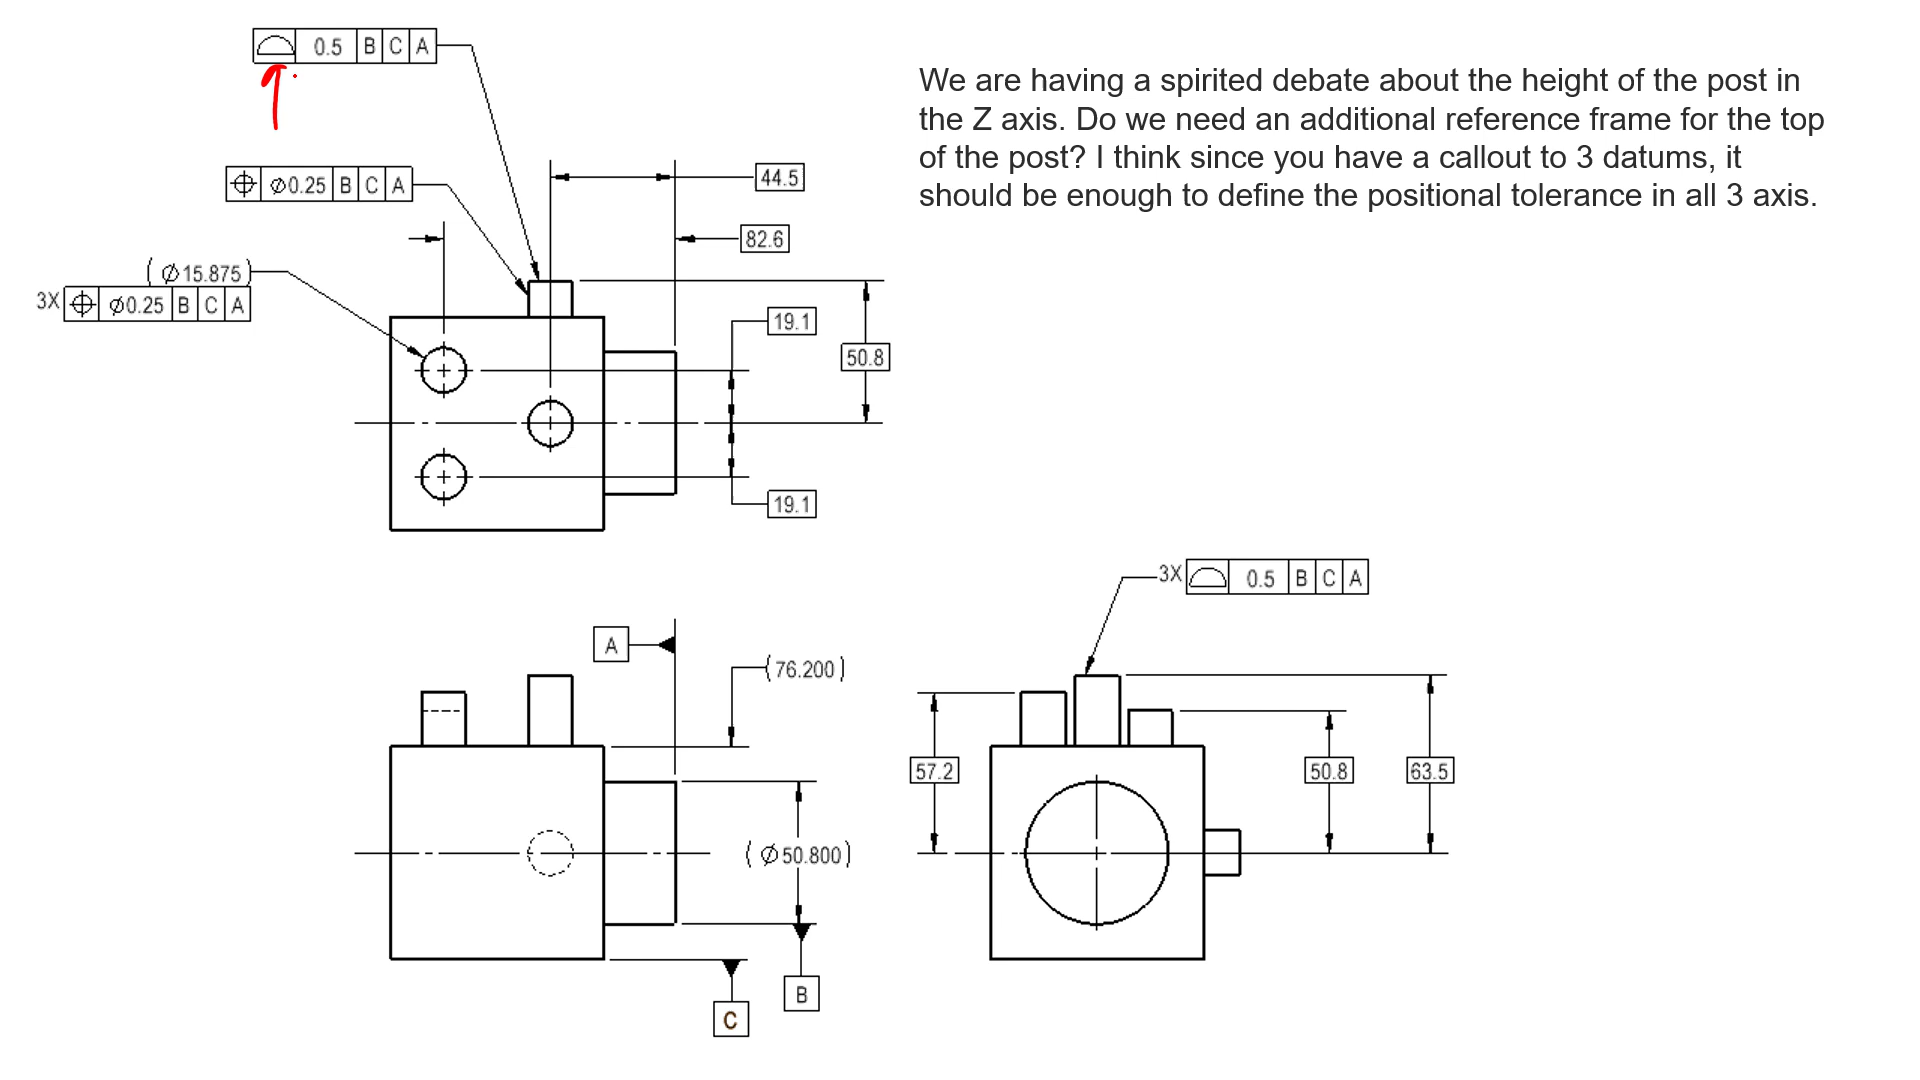 0.5 B C A
We are having a spirited debate about the height of the post in
the Z axis. Do we need an additional reference frame for the top
of the post? I think since you have a callout to 3 datums, it
should be enough to define the positional tolerance in all 3 axis.
⌀0.25 B C A
44.5
82.6
(⌀15.875)
3X ⌀0.25 B C A
19.1
50.8
19.1
3X 0.5 B C A
A
(76.200)
57.2
50.8
63.5
(⌀50.800)
B
C